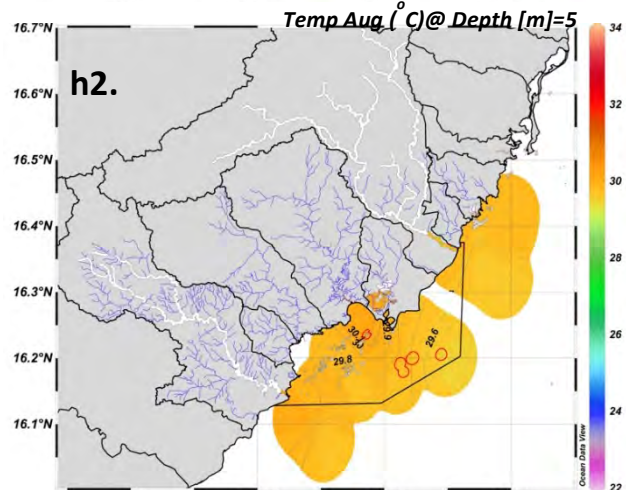 Temp Aug (°C)@ Depth [m]=5
h2.
16.7°N
16.6°N
16.5°N
16.4°N
16.3°N
16.2°N
16.1°N
29.8
29.6
34
32
30
28
26
24
22
Ocean Data View